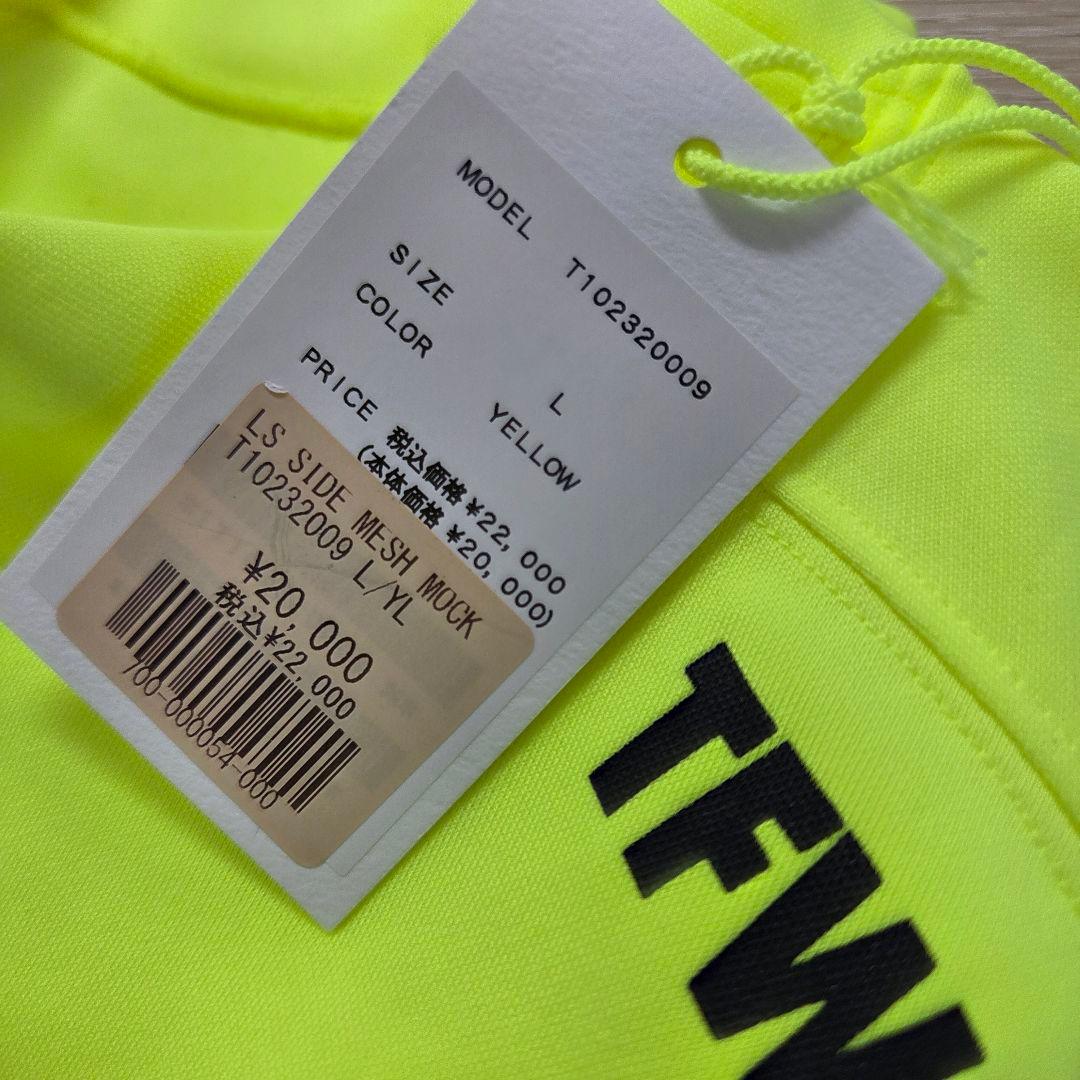 MODEL T102320009
SIZE L
COLOR YELLOW
PRICE 税込価格 ¥22,000
(本体価格 ¥20,000)
LS SIDE MESH MOCK
T10232009 L/YL
¥20,000
税込¥22,000
700-000054-000
TFW